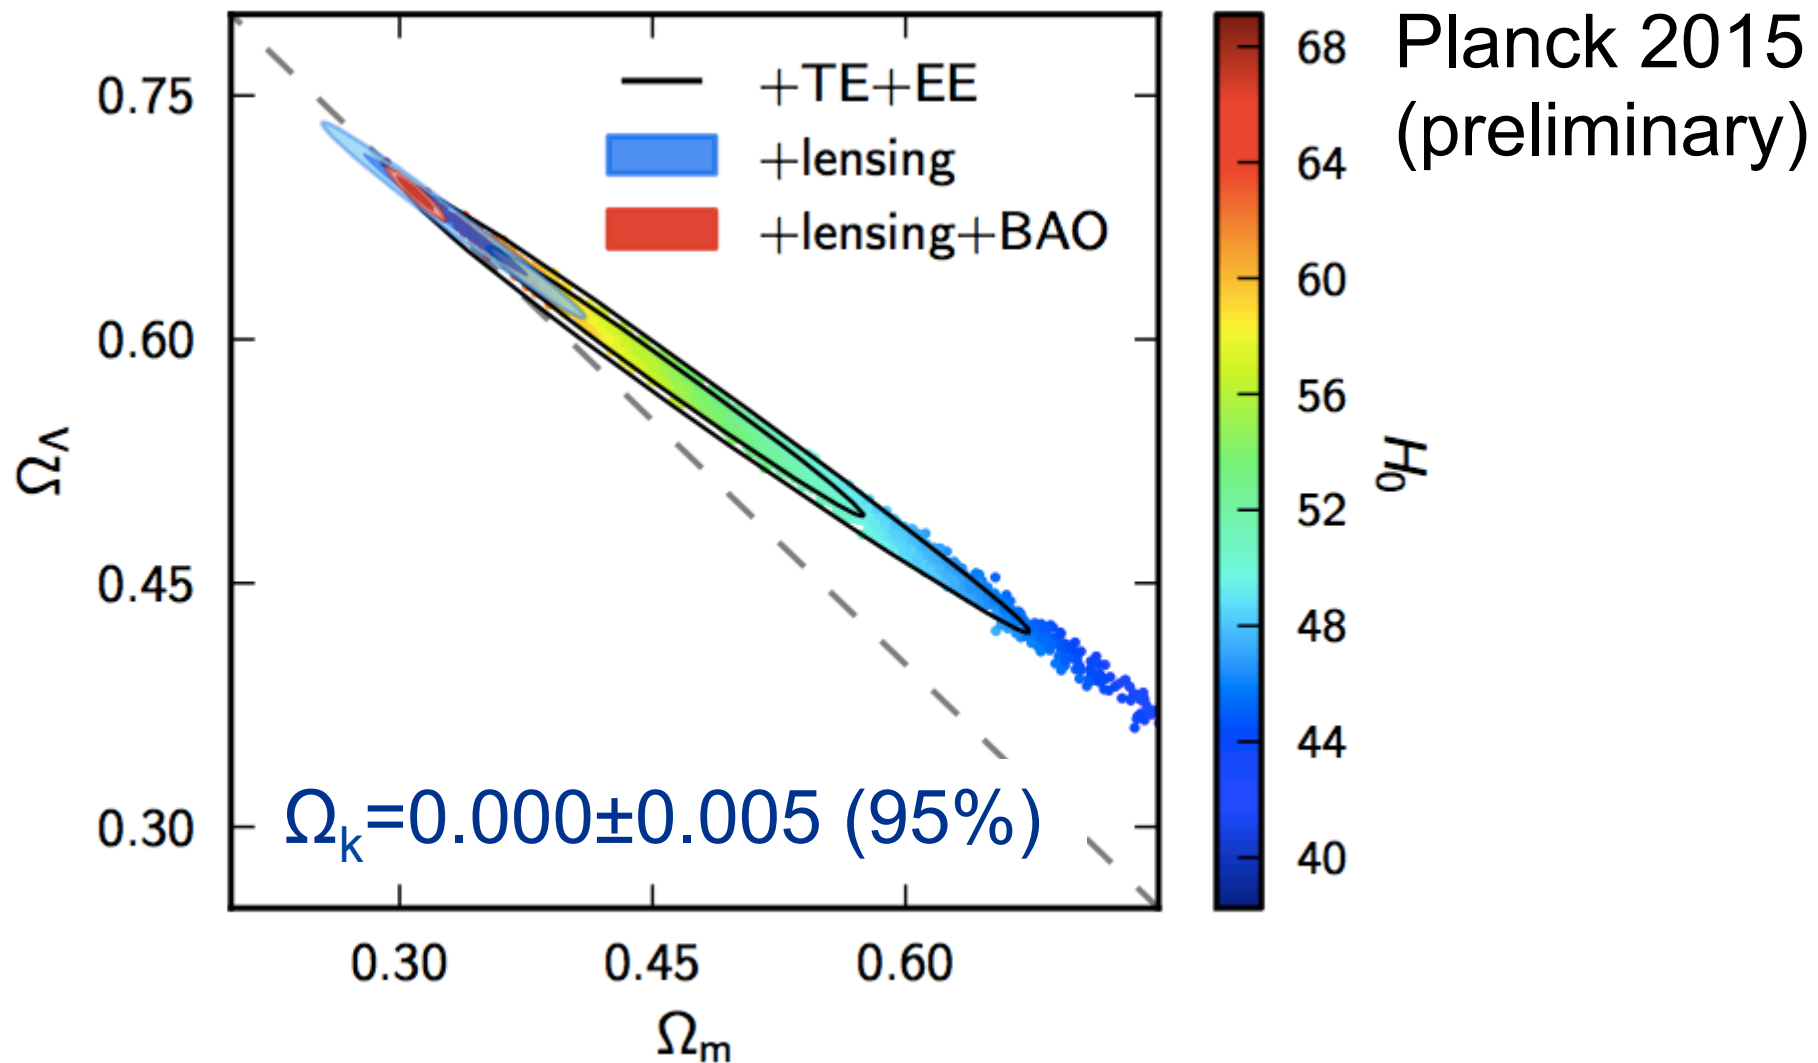 Planck 2015
(preliminary)
+TE+EE
+lensing
+lensing+BAO
0.75
0.60
0.45
0.30
Ω_Λ
Ω_k=0.000±0.005 (95%)
0.30 0.45 0.60
Ω_m
68
64
60
56
52
48
44
40
H_0